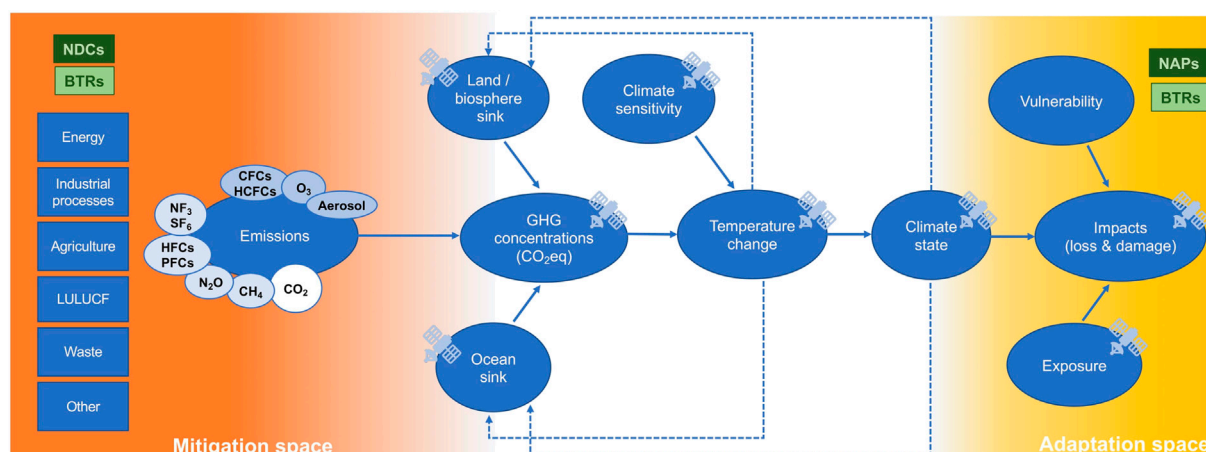 NDCs
BTRs
Energy
Industrial
processes
Agriculture
LULUCF
Waste
Other
CFCs
HCFCs
O₃
Aerosol
NF₃
SF₆
Emissions
HFCs
PFCs
N₂O
CH₄
CO₂
Mitigation space
Land /
biosphere
sink
Climate
sensitivity
GHG
concentrations
(CO₂eq)
Temperature
change
Climate
state
Ocean
sink
NAPs
BTRs
Vulnerability
Impacts
(loss & damage)
Exposure
Adaptation space